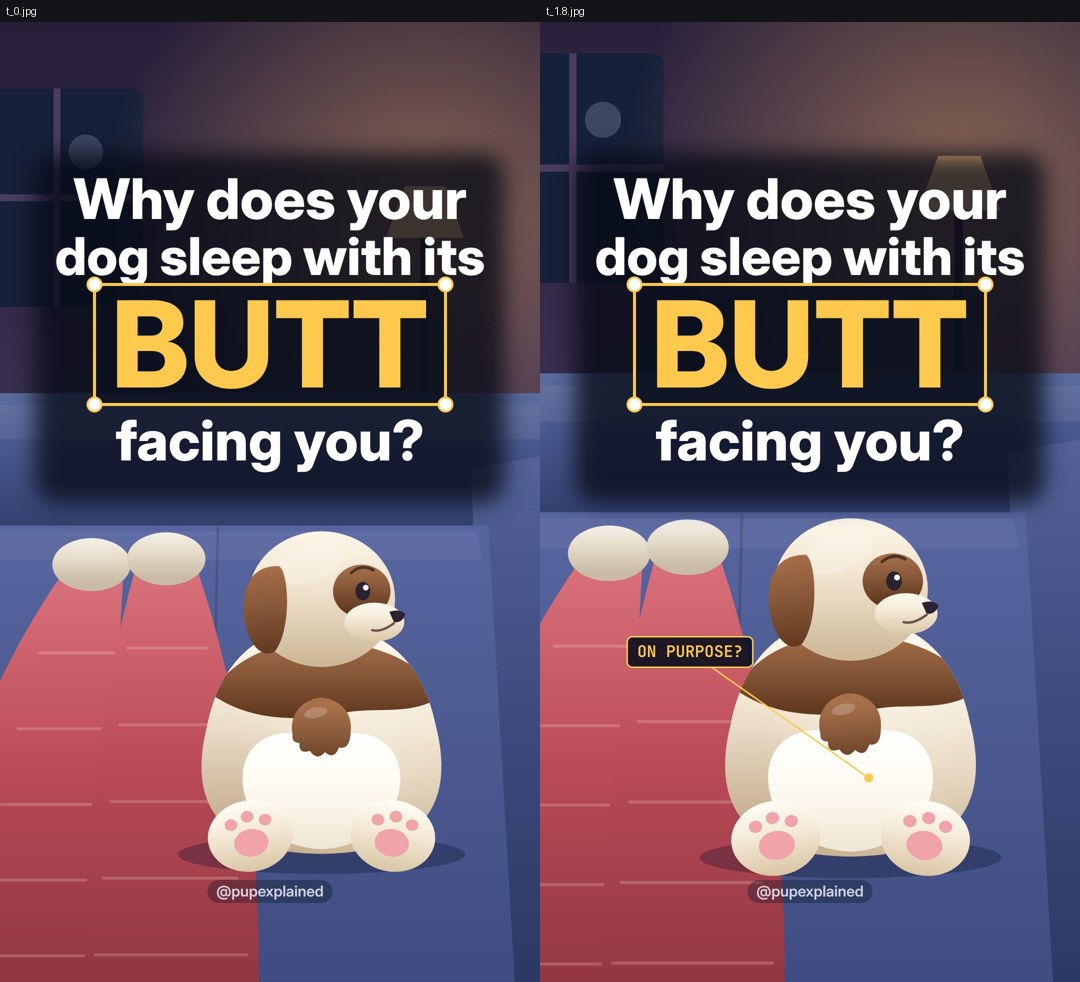 t_0.jpg
Why does your
dog sleep with its
BUTT
facing you?
@pupexplained
t_1.8.jpg
Why does your
dog sleep with its
BUTT
facing you?
ON PURPOSE?
@pupexplained